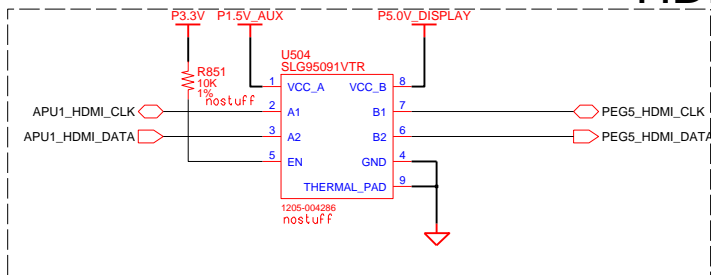 HD
P3.3V P1.5V_AUX P5.0V_DISPLAY
U504
SLG95091VTR
R851
10K
1%
nostuff
1 VCC_A VCC_B 8
APU1_HDMI_CLK 2 A1 B1 7 PEG5_HDMI_CLK
APU1_HDMI_DATA 3 A2 B2 6 PEG5_HDMI_DATA
5 EN GND 4
THERMAL_PAD 9
1205-004286
nostuff